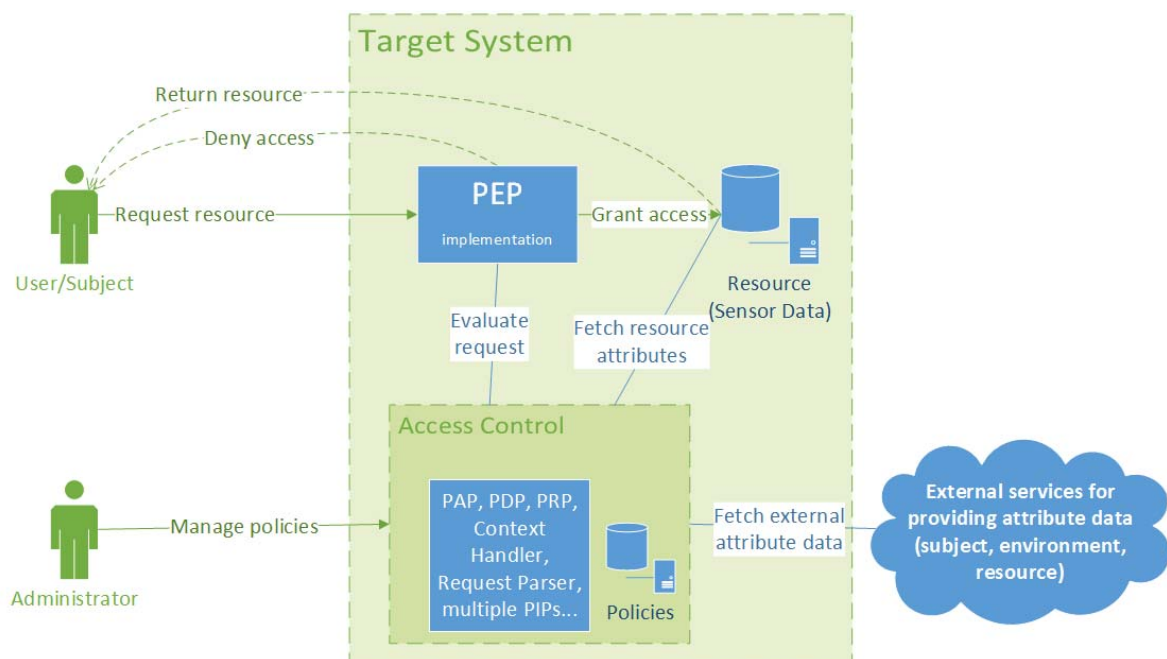 Target System
Return resource
Deny access
PEP
implementation
Request resource
Grant access
User/Subject
Resource
(Sensor Data)
Evaluate
request
Fetch resource
attributes
Access Control
PAP, PDP, PRP,
Context
Handler,
Request Parser,
multiple PIPs...
Policies
Manage policies
Administrator
Fetch external
attribute data
External services for
providing attribute data
(subject, environment,
resource)